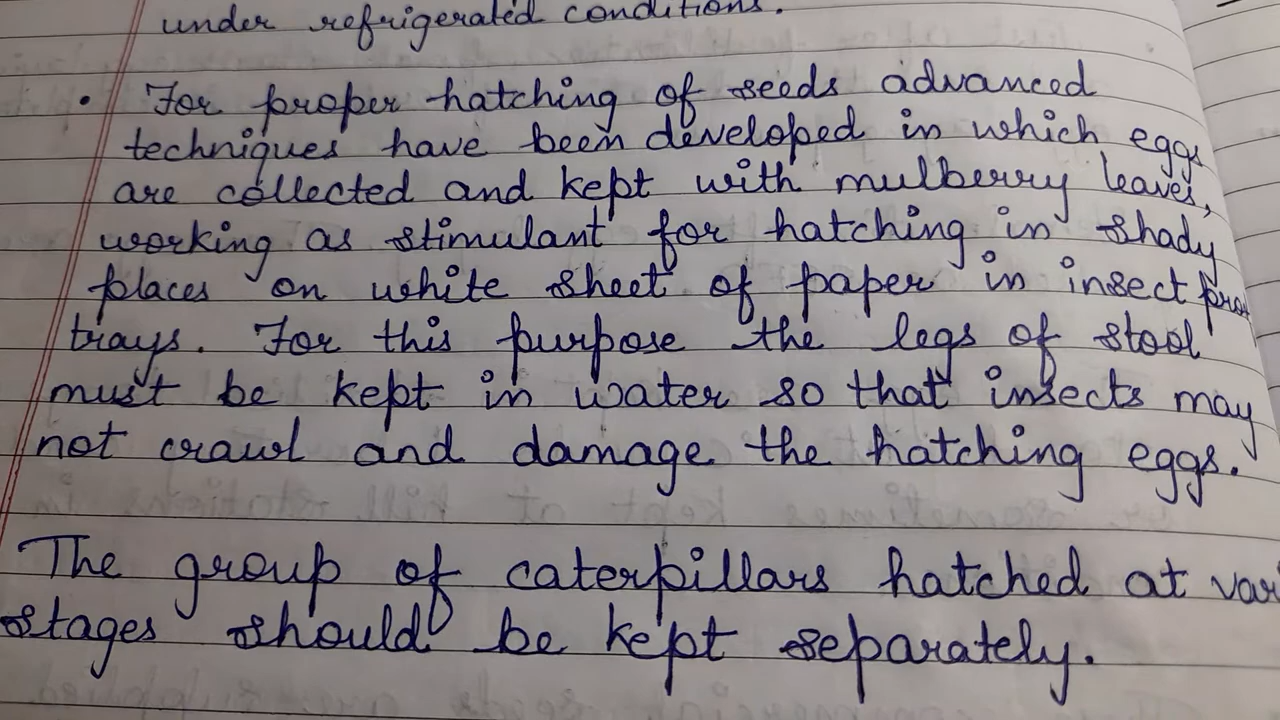 under refrigerated conditions.
• For proper hatching of seeds advanced
techniques have been developed in which eggs
are collected and kept with mulberry leaves,
working as stimulant for hatching in shady
places on white sheet of paper in insect
trays. For this purpose the legs of stool
must be kept in water so that insects may
not crawl and damage the hatching eggs.
The group of caterpillars hatched at
stages should be kept separately.